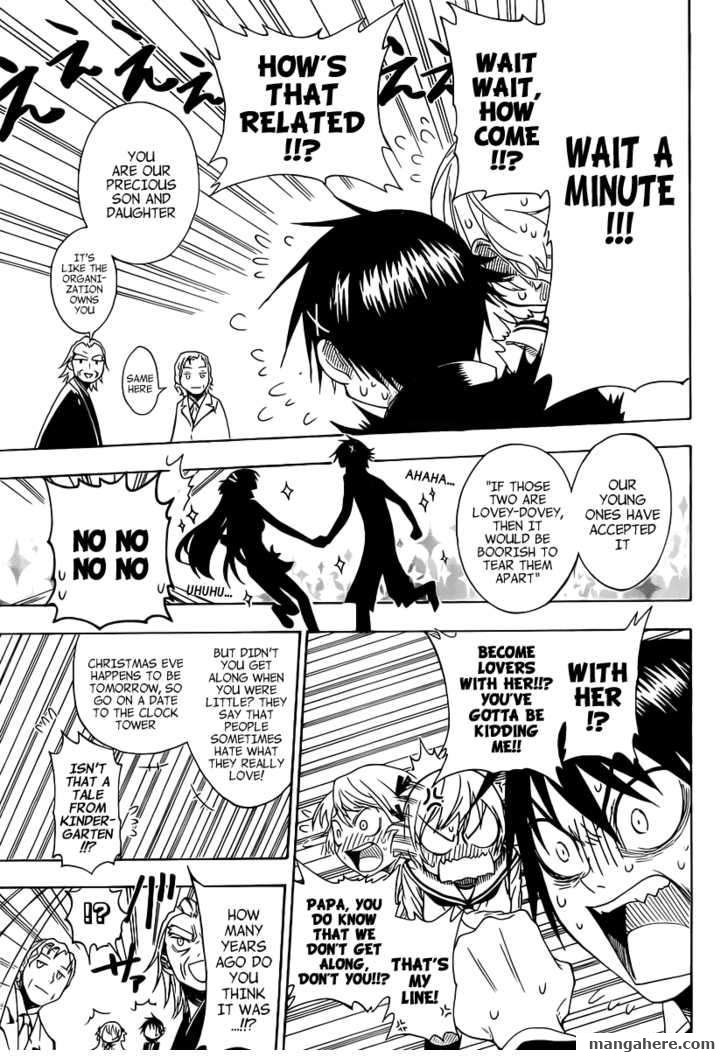 WAIT A
MINUTE
!!!
WAIT
WAIT,
HOW
COME
!!?
HOW'S
THAT
RELATED
!!?
えええええ
YOU
ARE OUR
PRECIOUS
SON AND
DAUGHTER
IT'S
LIKE THE
ORGANI-
ZATION
OWNS
YOU
SAME
HERE
OUR
YOUNG
ONES HAVE
ACCEPTED
IT
"IF THOSE
TWO ARE
LOVEY-DOVEY,
THEN IT
WOULD BE
BOORISH TO
TEAR THEM
APART"
AHAHA...
UHUHU...
NO NO
NO NO
WITH
HER
!?
BECOME
LOVERS
WITH HER!!?
YOU'VE
GOTTA BE
KIDDING
ME!!
PAPA, YOU
DO KNOW
THAT WE
DON'T GET
ALONG,
DON'T YOU!!?
THAT'S
MY
LINE!
BUT DIDN'T
YOU GET
ALONG WHEN
YOU WERE
LITTLE? THEY
SAY THAT
PEOPLE
SOMETIMES
HATE WHAT
THEY REALLY
LOVE!
CHRISTMAS EVE
HAPPENS TO BE
TOMORROW, SO
GO ON A DATE
TO THE CLOCK
TOWER
ISN'T
THAT A
TALE
FROM
KINDER-
GARTEN
!!?
HOW
MANY
YEARS
AGO DO
YOU
THINK
IT WAS
....!!?
!?
mangahere.com